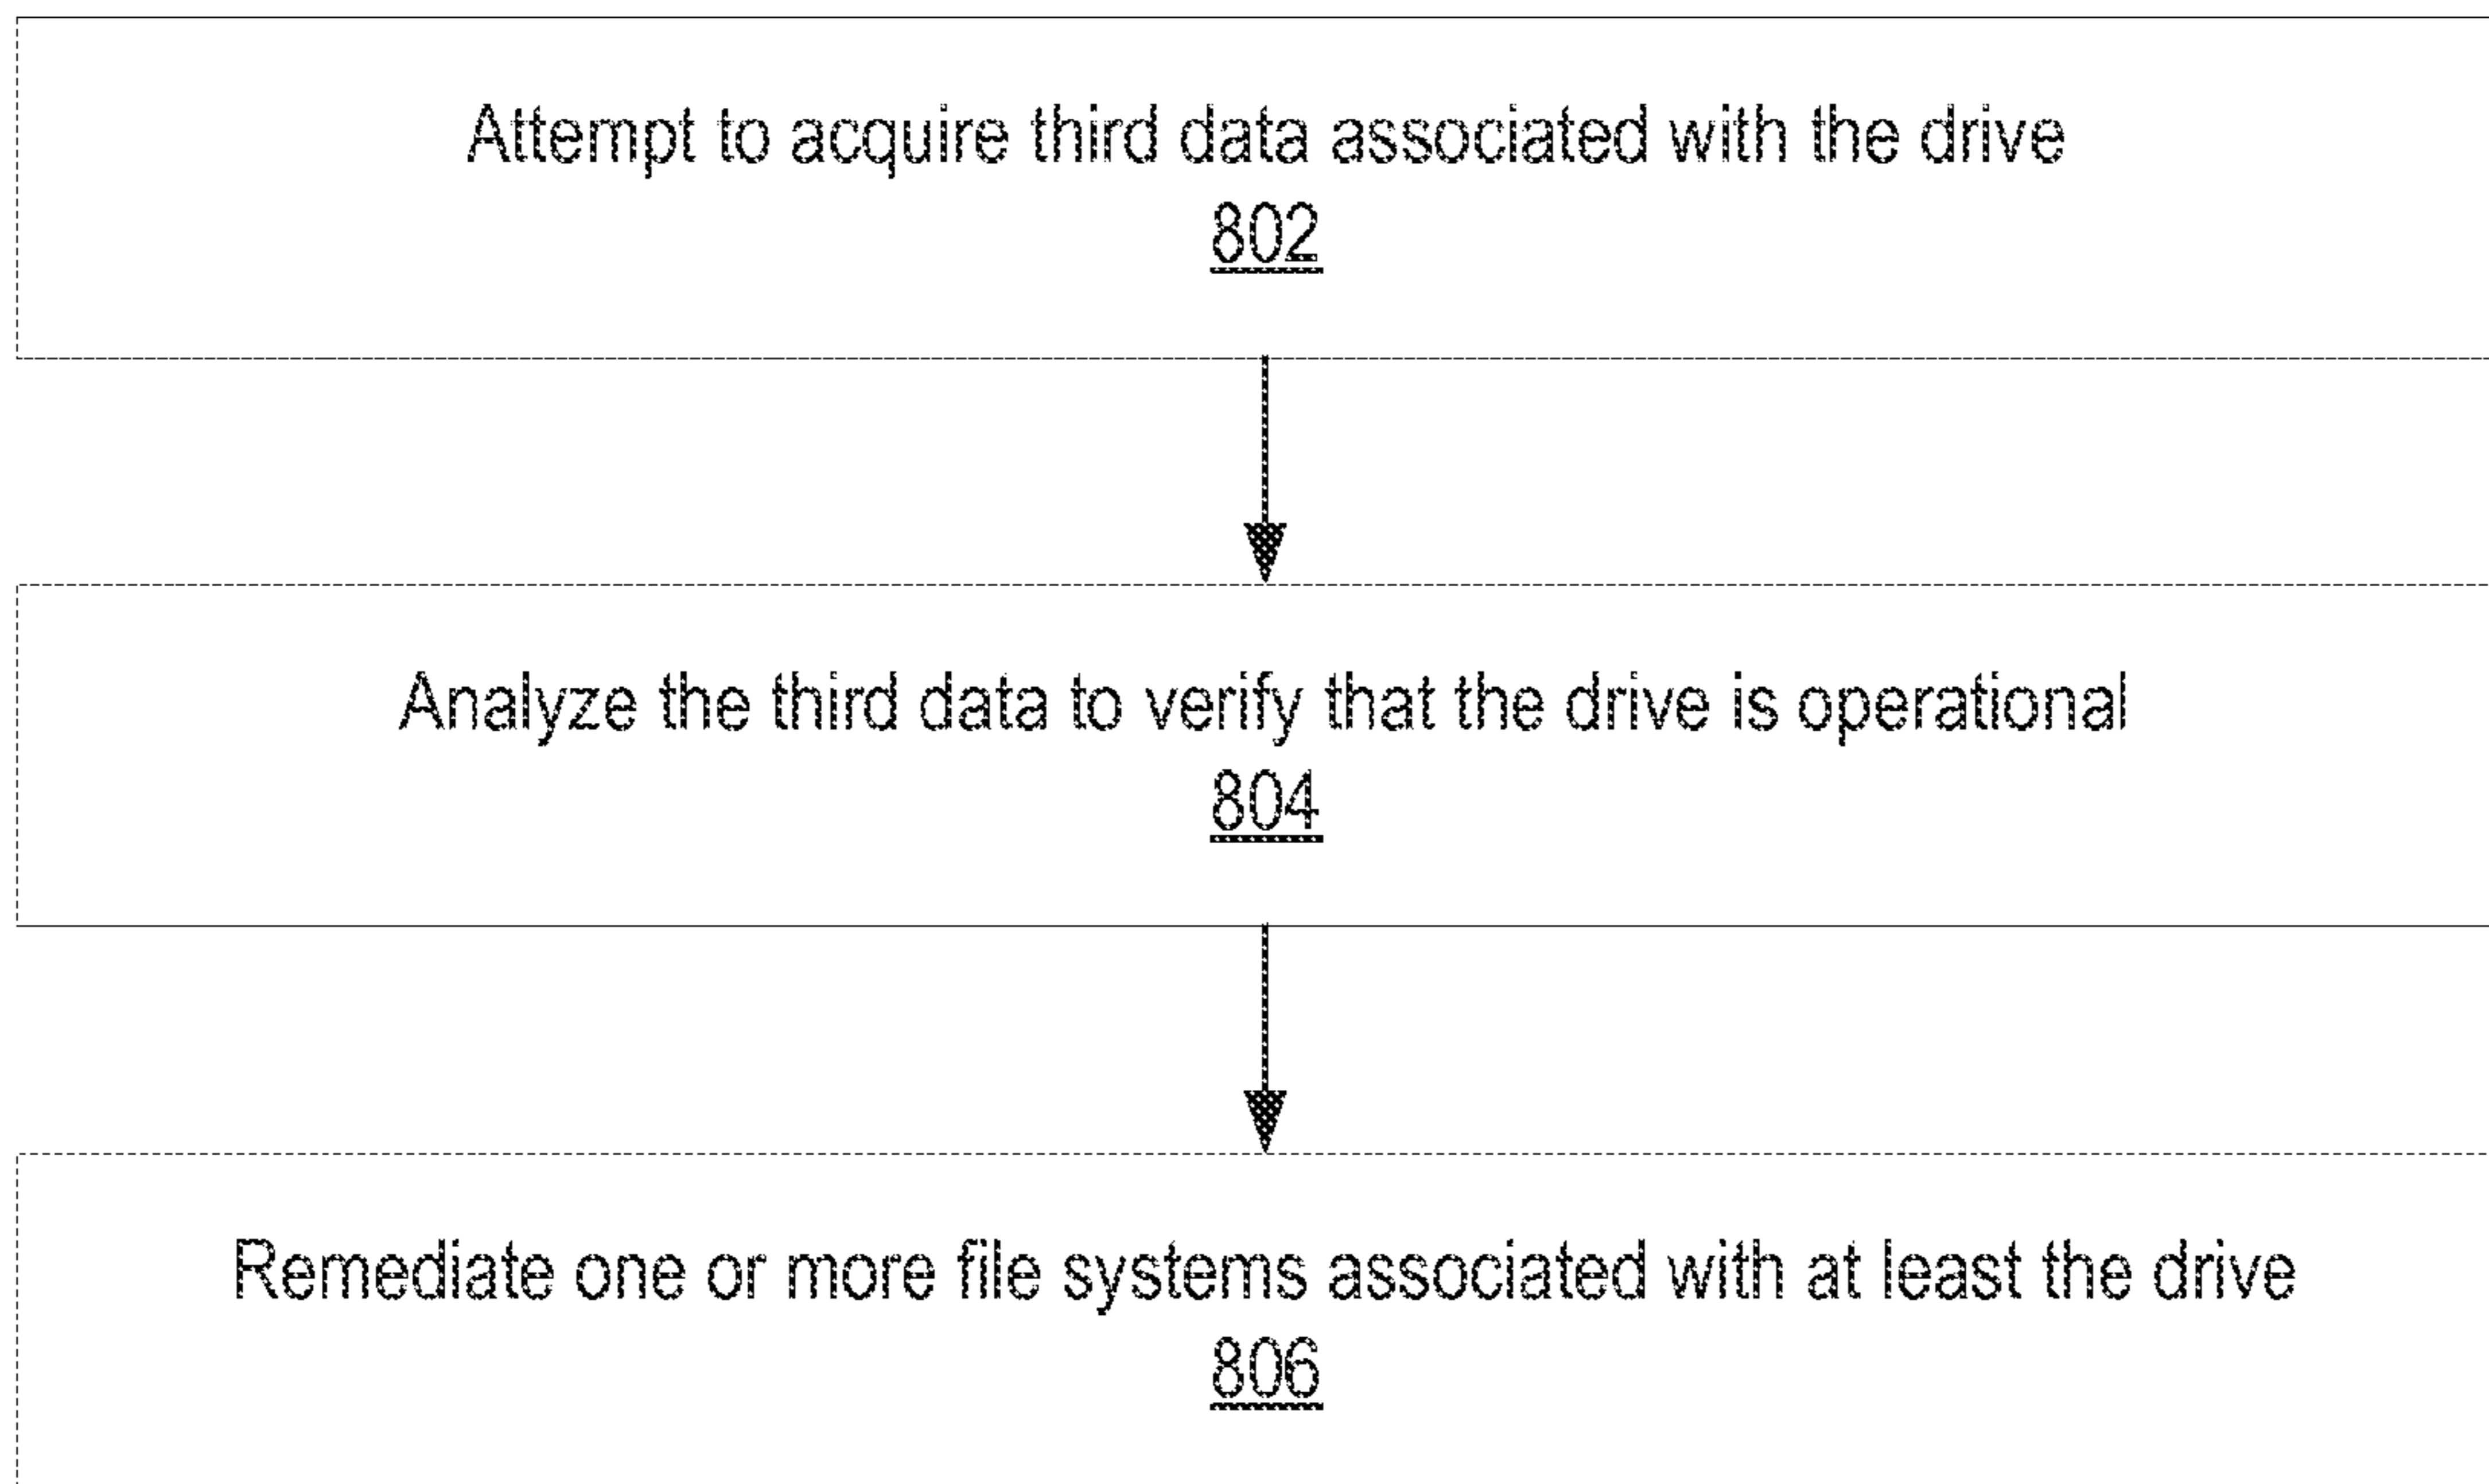 Attempt to acquire third data associated with the drive
802
Analyze the third data to verify that the drive is operational
804
Remediate one or more file systems associated with at least the drive
806